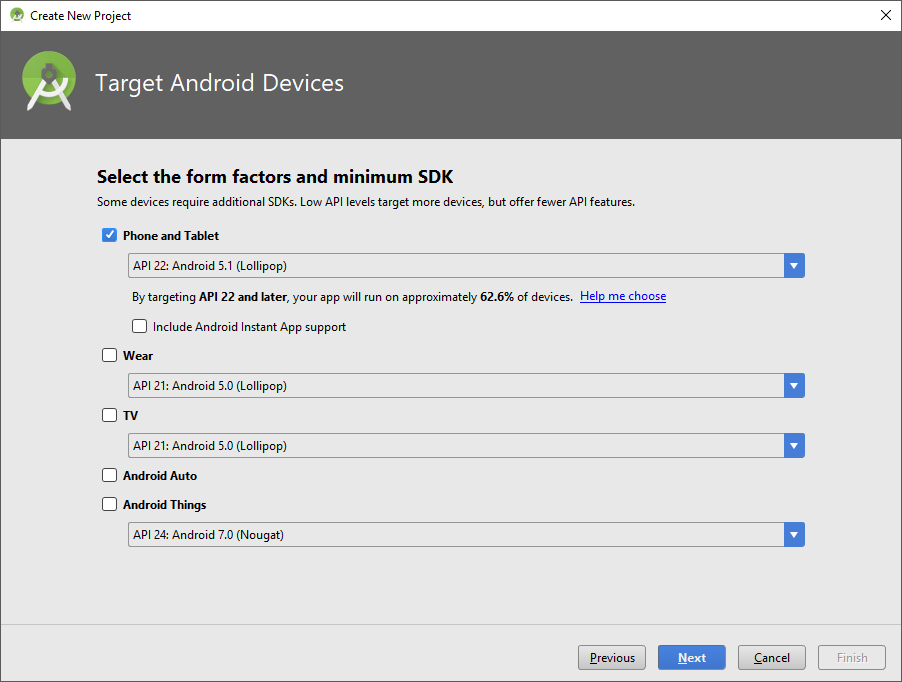 Create New Project
Target Android Devices
Select the form factors and minimum SDK
Some devices require additional SDKs. Low API levels target more devices, but offer fewer API features.
Phone and Tablet
API 22: Android 5.1 (Lollipop)
By targeting API 22 and later, your app will run on approximately 62.6% of devices. Help me choose
Include Android Instant App support
Wear
API 21: Android 5.0 (Lollipop)
TV
API 21: Android 5.0 (Lollipop)
Android Auto
Android Things
API 24: Android 7.0 (Nougat)
Previous Next Cancel Finish